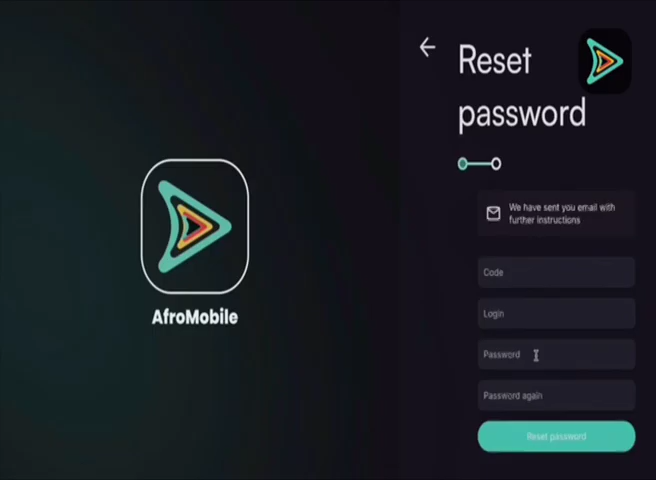 AfroMobile
Reset
password
We have sent you email with
further instructions
Code
Login
Password
Password again
Reset password